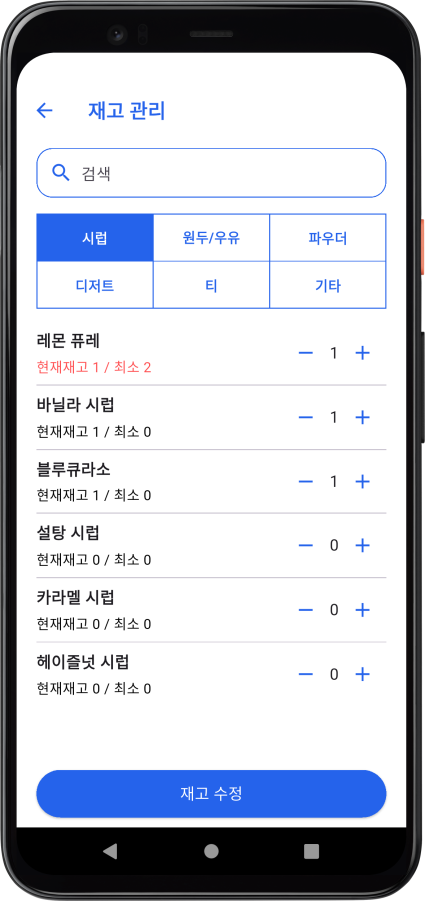 재고 관리
검색
시럽 원두/우유 파우더
디저트 티 기타
레몬 퓨레
현재재고 1 / 최소 2
1
바닐라 시럽
현재재고 1 / 최소 0
1
블루큐라소
현재재고 1 / 최소 0
1
설탕 시럽
현재재고 0 / 최소 0
0
카라멜 시럽
현재재고 0 / 최소 0
0
헤이즐넛 시럽
현재재고 0 / 최소 0
0
재고 수정